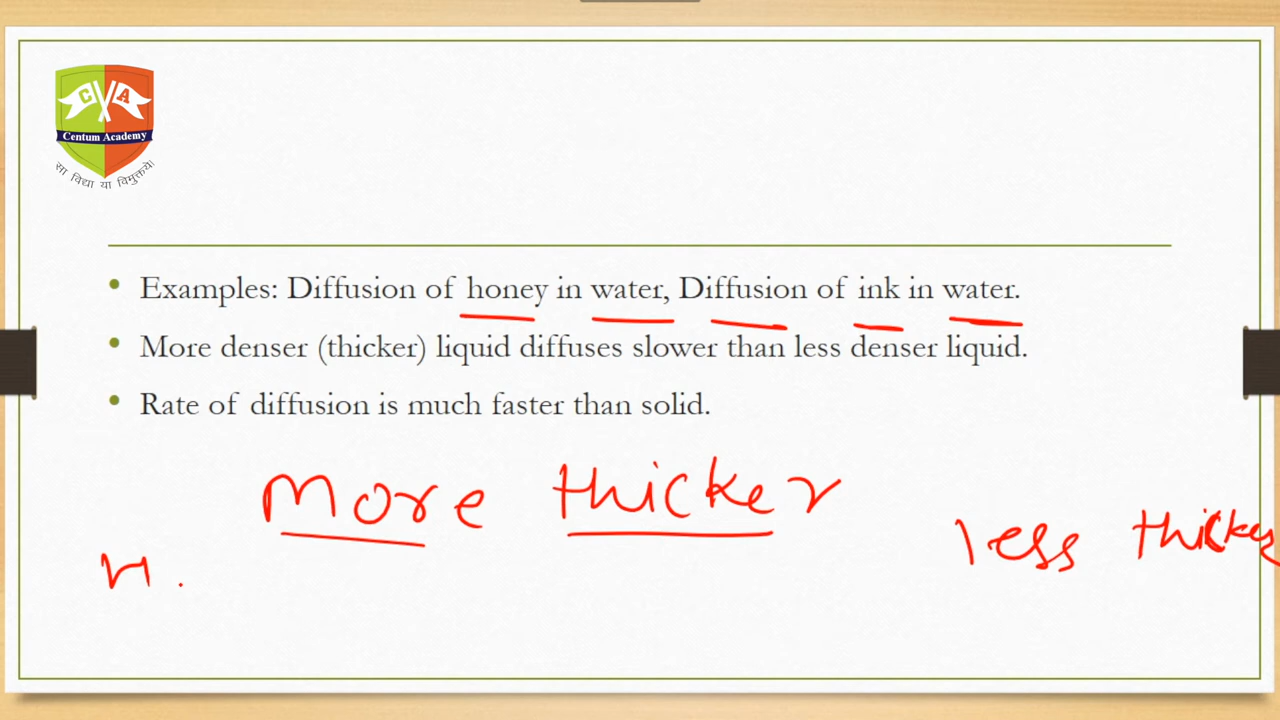 C A
Centum Academy
सा विद्या या विमुक्तये।
Examples: Diffusion of honey in water, Diffusion of ink in water.
More denser (thicker) liquid diffuses slower than less denser liquid.
Rate of diffusion is much faster than solid.
More thicker
less thicker